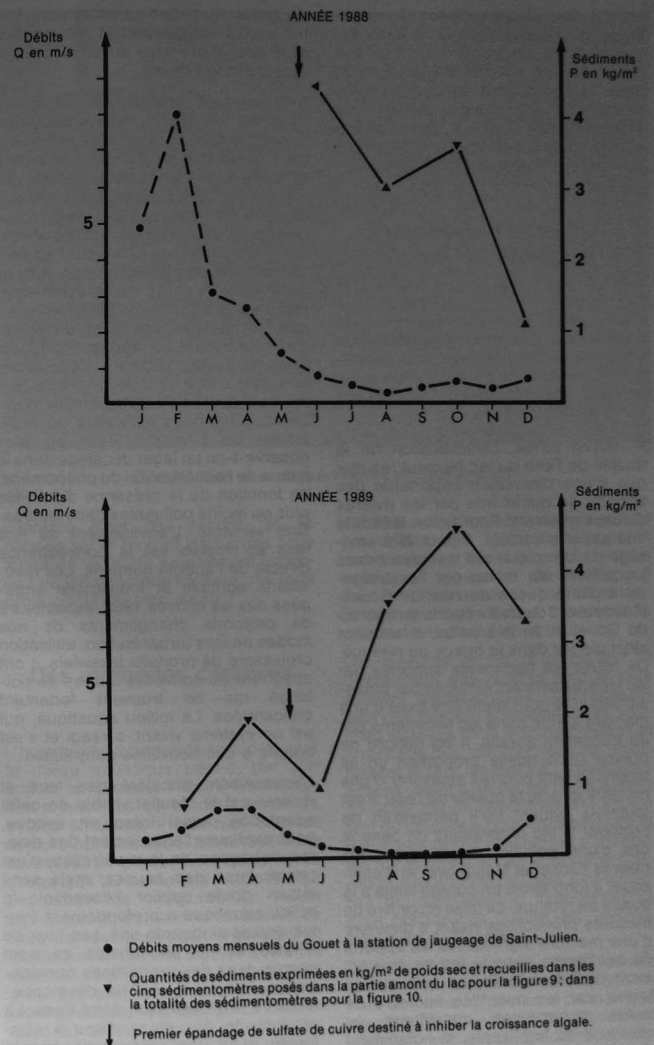 ANNÉE 1988
Débits
Q en m/s
Sédiments
P en kg/m²
5
4
3
2
1
J F M A M J J A S O N D
ANNÉE 1989
Débits
Q en m/s
Sédiments
P en kg/m²
5
4
3
2
1
J F M A M J J A S O N D
Débits moyens mensuels du Gouet à la station de jaugeage de Saint-Julien.
Quantités de sédiments exprimées en kg/m² de poids sec et recueillies dans les
cinq sédimentomètres posés dans la partie amont du lac pour la figure 9 ; dans
la totalité des sédimentomètres pour la figure 10.
Premier épandage de sulfate de cuivre destiné à inhiber la croissance algale.